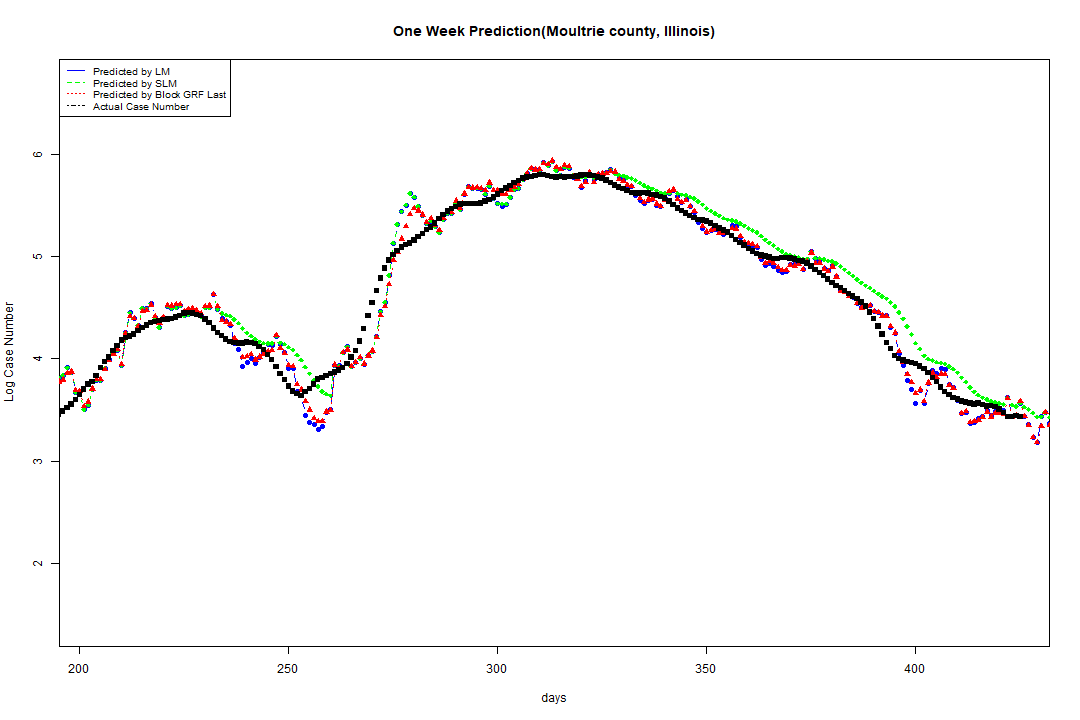 One Week Prediction(Moultrie county, Illinois)
Predicted by LM
Predicted by SLM
Predicted by Block GRF Last
Actual Case Number
6
5
4
3
2
Log Case Number
200 250 300 350 400
days